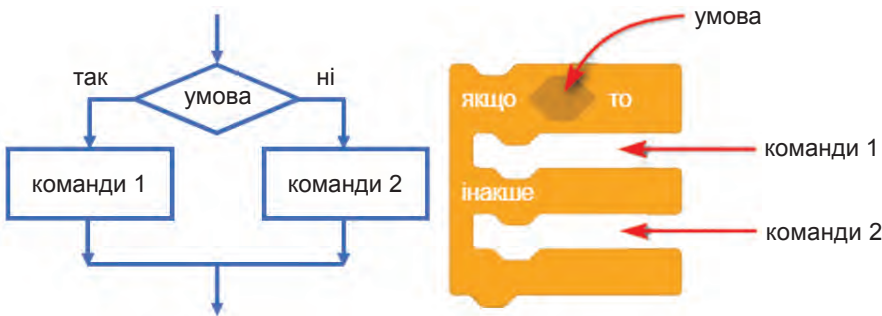 так
ні
умова
команди 1
команди 2
умова
якщо то
команди 1
інакше
команди 2